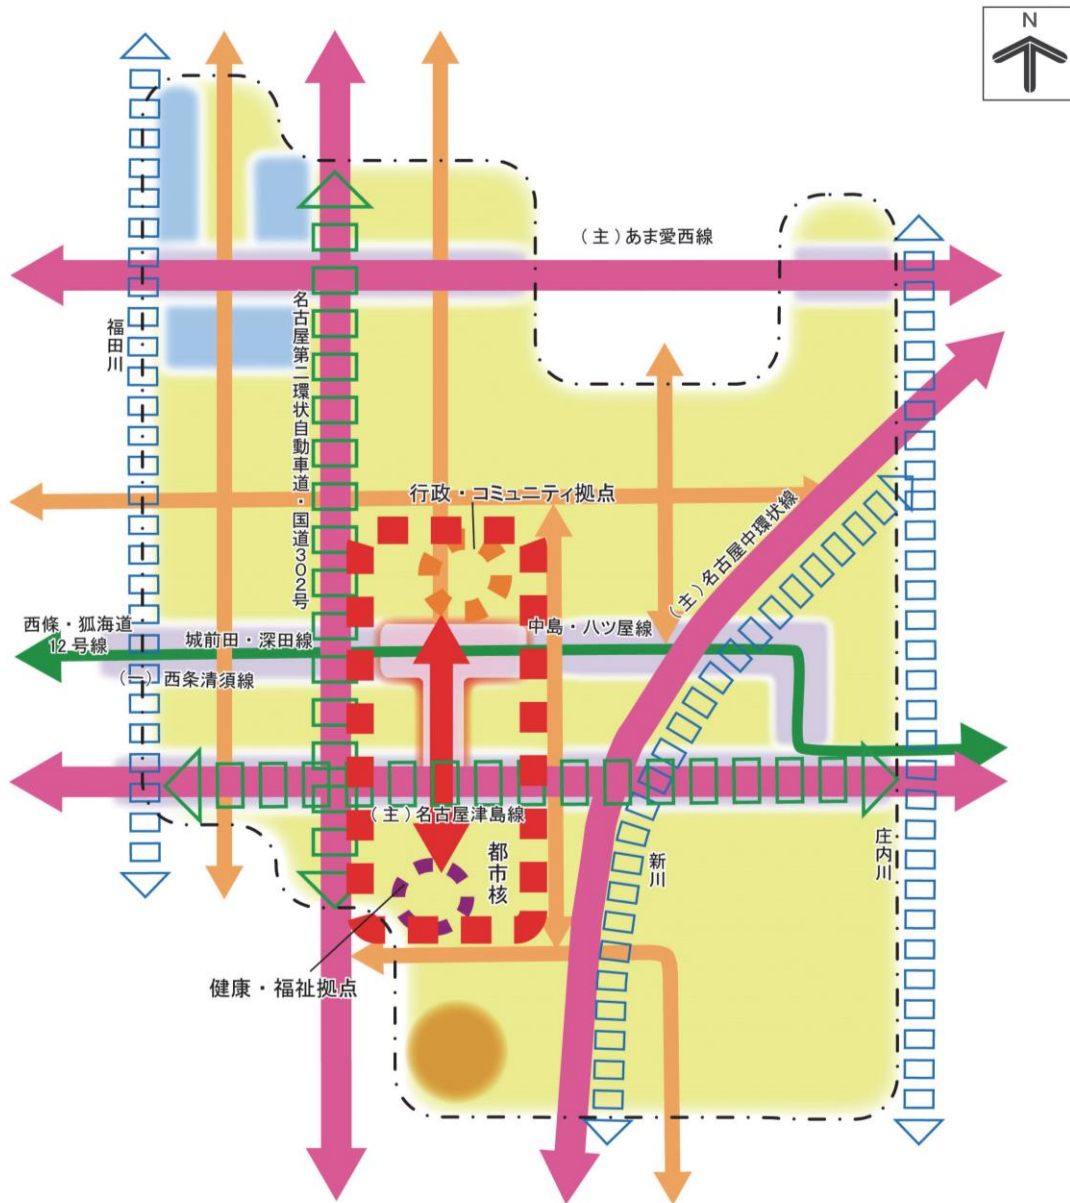 N
(主)あま愛西線
福田川
名古屋第二環状自動車道・国道302号
行政・コミュニティ拠点
(主)名古屋中環状線
西條・狐海道
12号線
城前田・深田線
中島・八ツ屋線
(一)西条清須線
(主)名古屋津島線
都市核
新川
庄内川
健康・福祉拠点